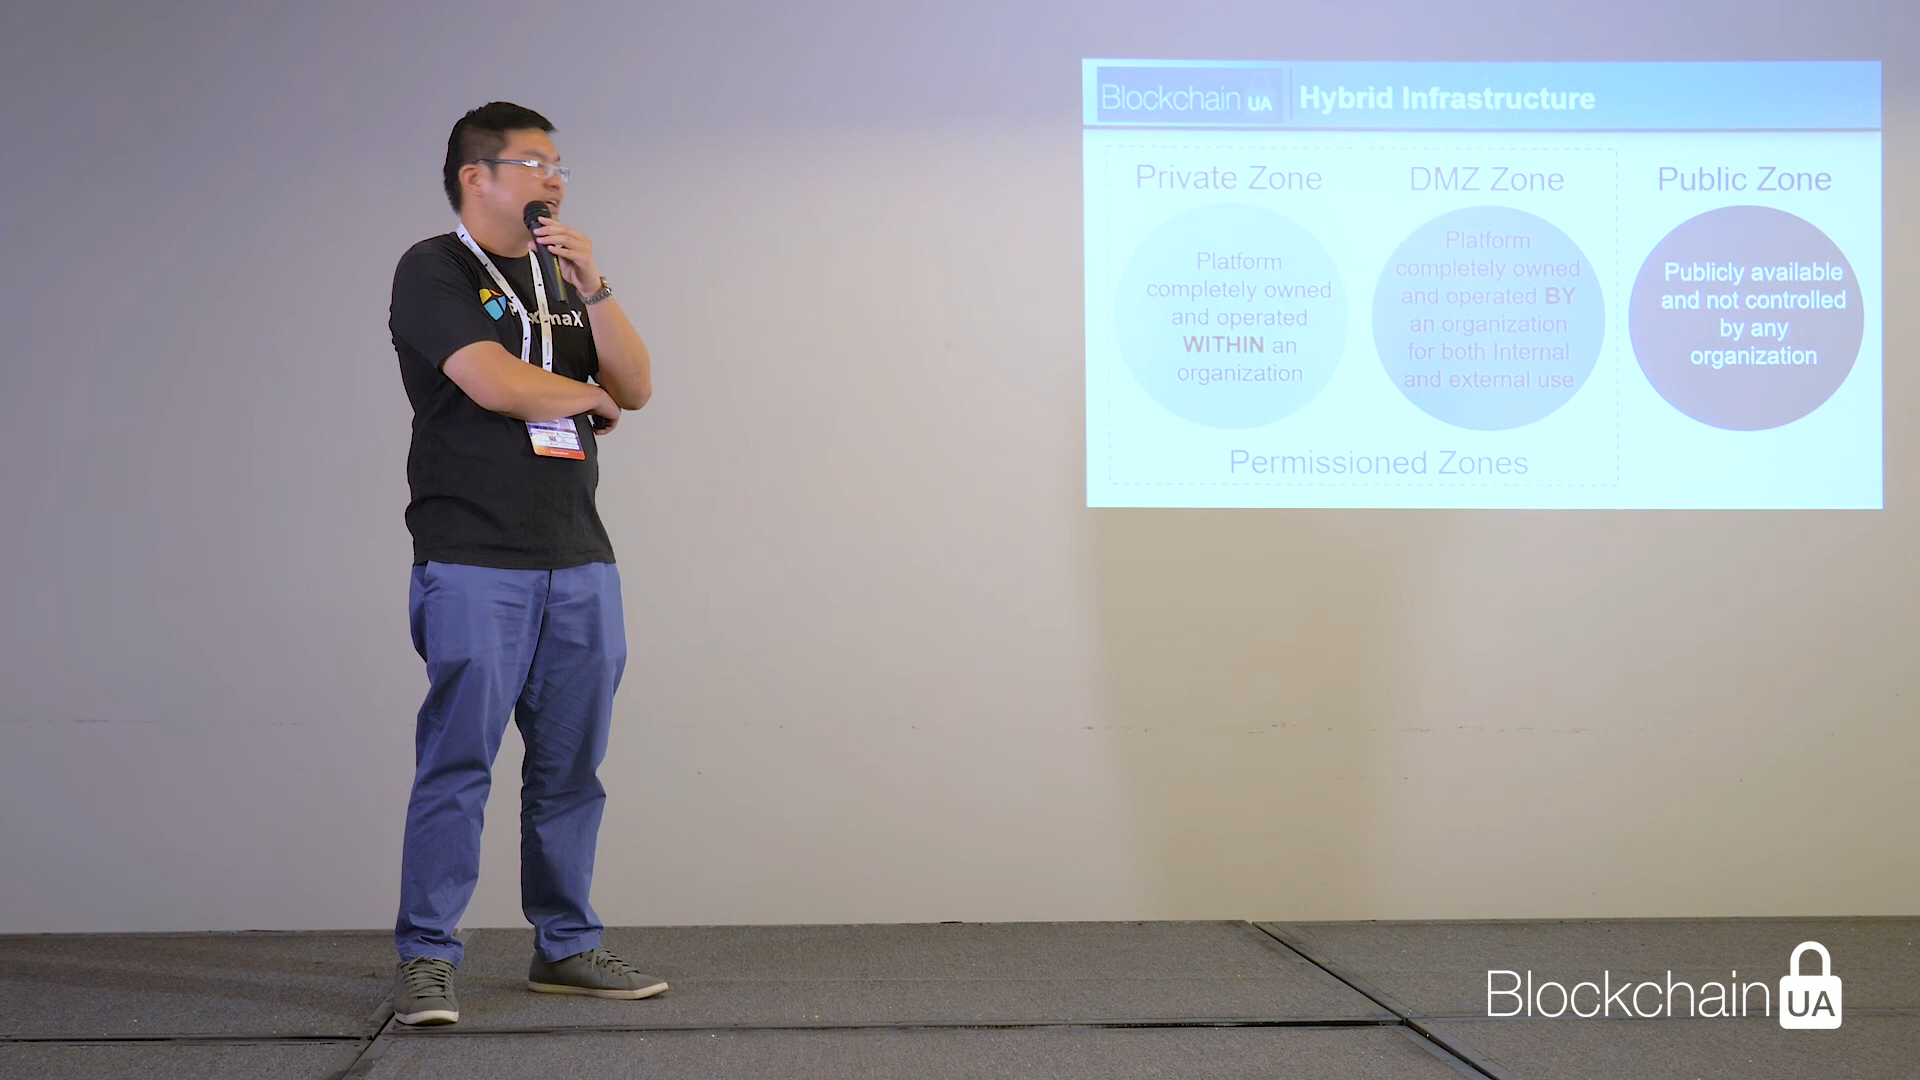 Blockchain UA
Hybrid Infrastructure
Private Zone
Platform
completely owned
and operated
WITHIN an
organization
DMZ Zone
Platform
completely owned
and operated BY
an organization
for both Internal
and external use
Public Zone
Publicly available
and not controlled
by any
organization
Permissioned Zones
Blockchain UA